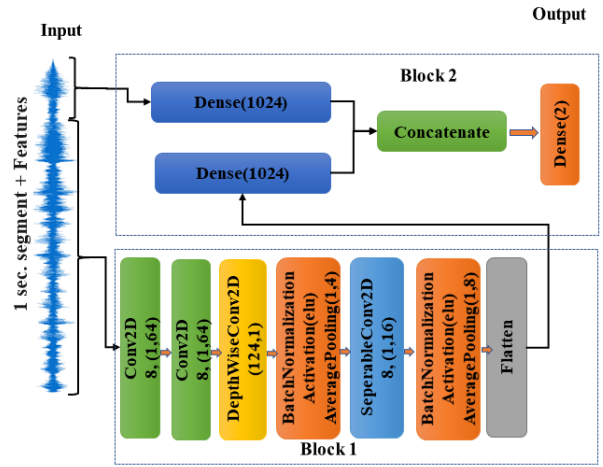 Input
Output
1 sec. segment + Features
Block 2
Dense(1024)
Concatenate
Dense(2)
Dense(1024)
Conv2D
8, (1,64)
Conv2D
8, (1,64)
DepthWiseConv2D
(124,1)
BatchNormalization
Activation(elu)
AveragePooling(1,4)
SeperableConv2D
8, (1,16)
BatchNormalization
Activation(elu)
AveragePooling(1,8)
Flatten
Block 1